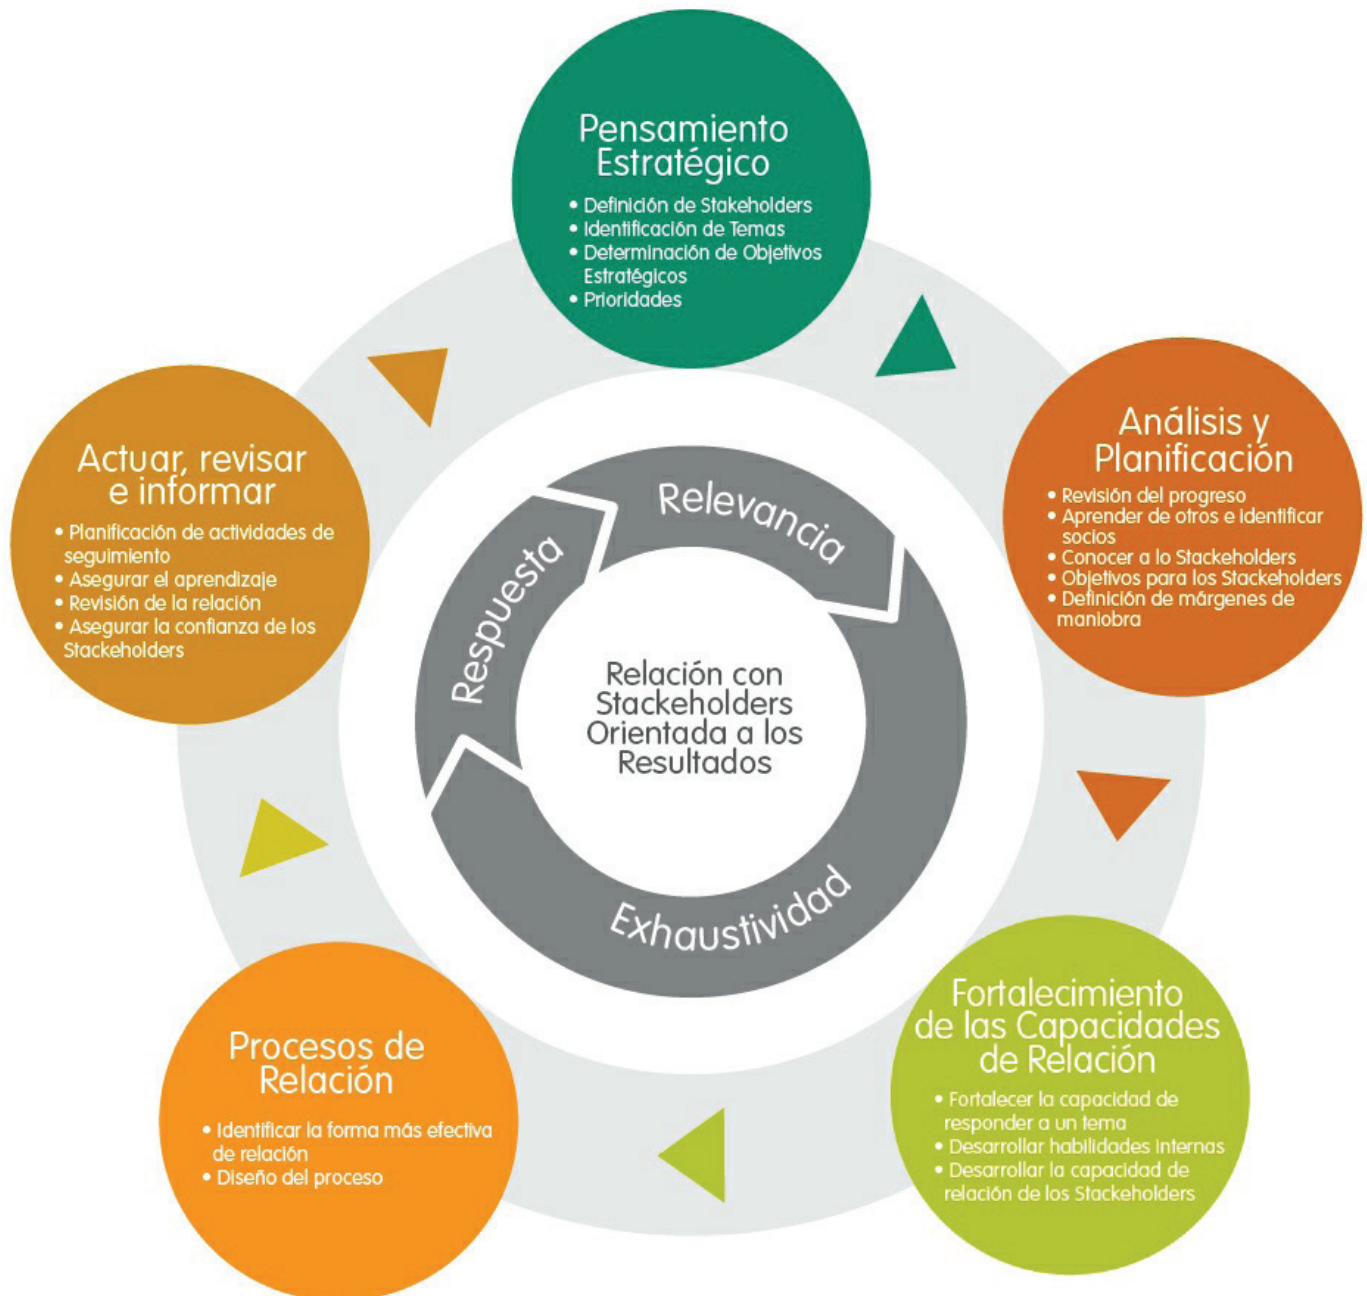 Pensamiento
Estratégico
• Definición de Stakeholders
• Identificación de Temas
• Determinación de Objetivos
Estratégicos
• Prioridades
Análisis y
Planificación
• Revisión del progreso
• Aprender de otros e identificar
socios
• Conocer a lo Stackeholders
• Objetivos para los Stackeholders
• Definición de márgenes de
maniobra
Fortalecimiento
de las Capacidades
de Relación
• Fortalecer la capacidad de
responder a un tema
• Desarrollar habilidades internas
• Desarrollar la capacidad de
relación de los Stackeholders
Procesos de
Relación
• Identificar la forma más efectiva
de relación
• Diseño del proceso
Actuar, revisar
e informar
• Planificación de actividades de
seguimiento
• Asegurar el aprendizaje
• Revisión de la relación
• Asegurar la confianza de los
Stackeholders
Relevancia
Exhaustividad
Respuesta
Relación con
Stackeholders
Orientada a los
Resultados